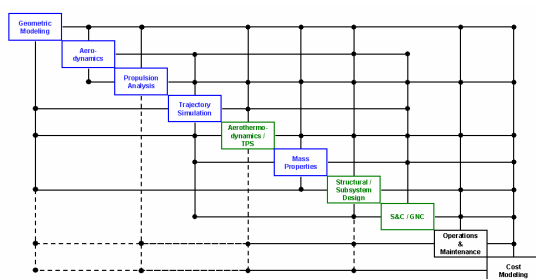 Geometric
Modeling
Aero-
dynamics
Propulsion
Analysis
Trajectory
Simulation
Aerothermo-
dynamics /
TPS
Mass
Properties
Structural /
Subsystem
Design
S&C / GNC
Operations
&
Maintenance
Cost
Modeling